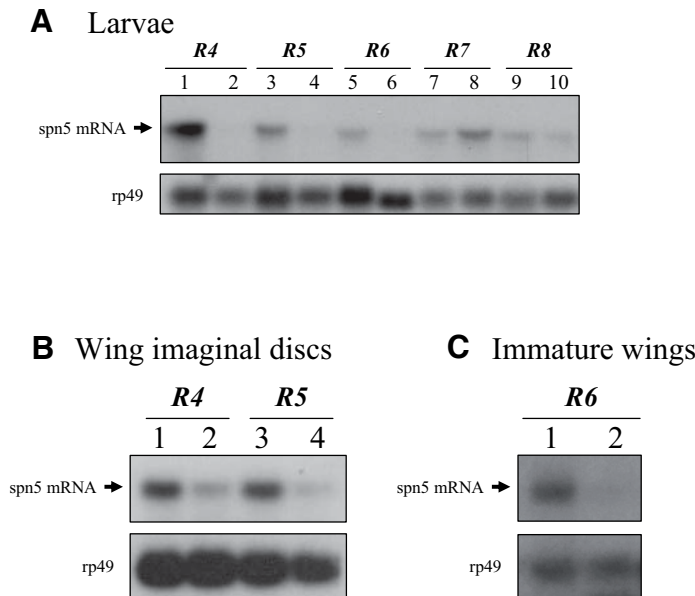 A Larvae
R4 R5 R6 R7 R8
1 2 3 4 5 6 7 8 9 10
spn5 mRNA
rp49
B Wing imaginal discs
R4 R5
1 2 3 4
spn5 mRNA
rp49
C Immature wings
R6
1 2
spn5 mRNA
rp49